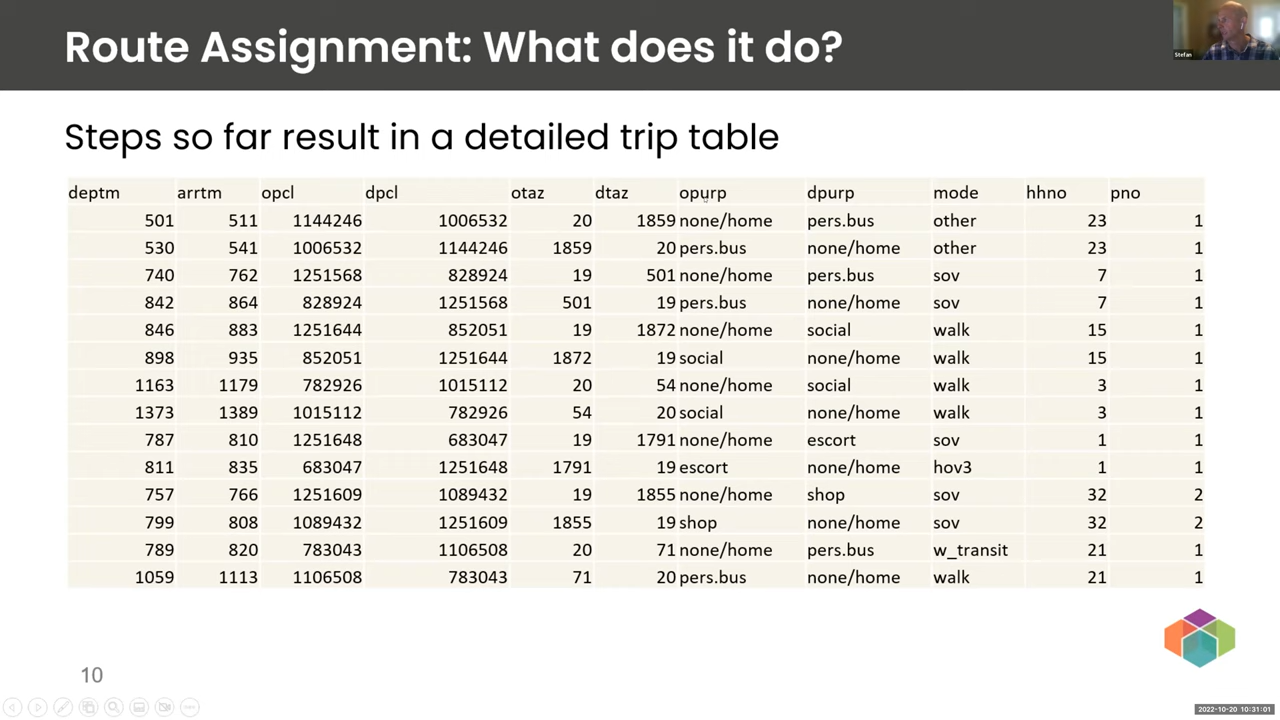 Route Assignment: What does it do?
Stefan
Steps so far result in a detailed trip table
deptm arrtm opcl dpcl otaz dtaz opurp dpurp mode hhno pno
501 511 1144246 1006532 20 1859 none/home pers.bus other 23 1
530 541 1006532 1144246 1859 20 pers.bus none/home other 23 1
740 762 1251568 828924 19 501 none/home pers.bus sov 7 1
842 864 828924 1251568 501 19 pers.bus none/home sov 7 1
846 883 1251644 852051 19 1872 none/home social walk 15 1
898 935 852051 1251644 1872 19 social none/home walk 15 1
1163 1179 782926 1015112 20 54 none/home social walk 3 1
1373 1389 1015112 782926 54 20 social none/home walk 3 1
787 810 1251648 683047 19 1791 none/home escort sov 1 1
811 835 683047 1251648 1791 19 escort none/home hov3 1 1
757 766 1251609 1089432 19 1855 none/home shop sov 32 2
799 808 1089432 1251609 1855 19 shop none/home sov 32 2
789 820 783043 1106508 20 71 none/home pers.bus w_transit 21 1
1059 1113 1106508 783043 71 20 pers.bus none/home walk 21 1
10
2022-10-20 10:31:01